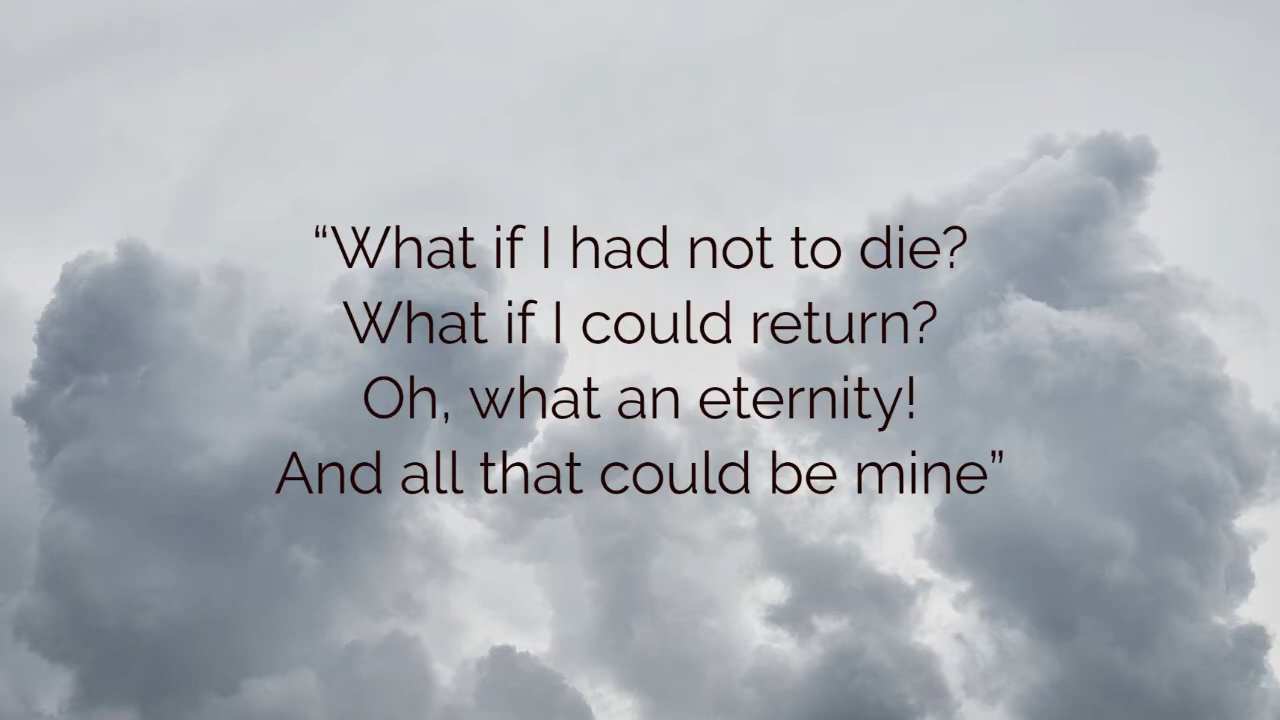 “What if I had not to die?
What if I could return?
Oh, what an eternity!
And all that could be mine”